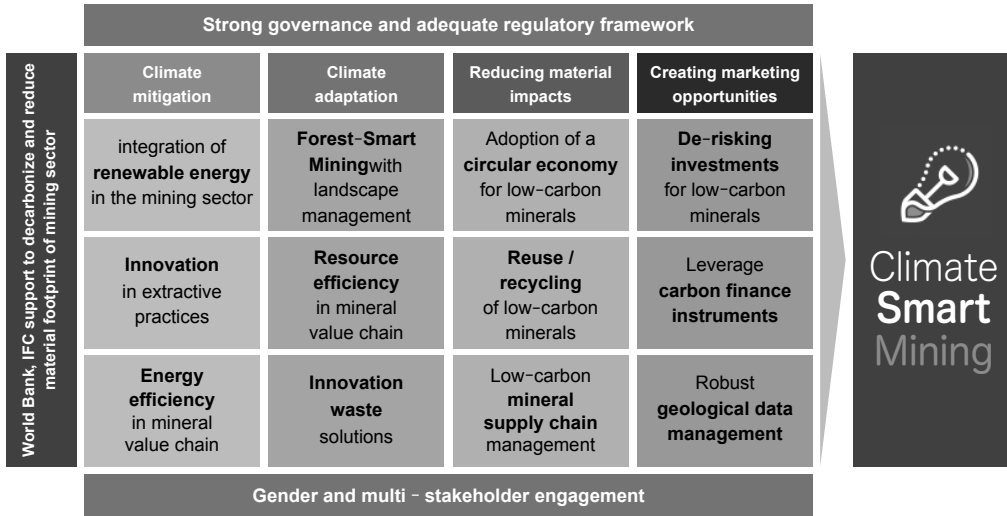 Strong governance and adequate regulatory framework
World Bank, IFC support to decarbonize and reduce
material footprint of mining sector
Climate
mitigation
Climate
adaptation
Reducing material
impacts
Creating marketing
opportunities
integration of
renewable energy
in the mining sector
Forest-Smart
Miningwith
landscape
management
Adoption of a
circular economy
for low-carbon
minerals
De-risking
investments
for low-carbon
minerals
Innovation
in extractive
practices
Resource
efficiency
in mineral
value chain
Reuse /
recycling
of low-carbon
minerals
Leverage
carbon finance
instruments
Energy
efficiency
in mineral
value chain
Innovation
waste
solutions
Low-carbon
mineral
supply chain
management
Robust
geological data
management
Gender and multi - stakeholder engagement
Climate
Smart
Mining